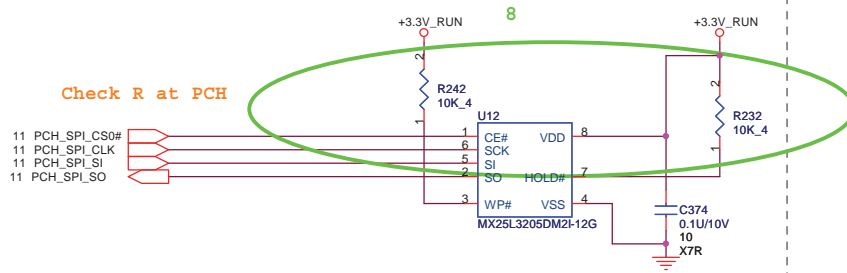 8
+3.3V_RUN
+3.3V_RUN
2
R242
10K_4
1
2
R232
10K_4
1
Check R at PCH
U12
11 PCH_SPI_CS0# 1 CE# VDD 8
11 PCH_SPI_CLK 6 SCK
11 PCH_SPI_SI 5 SI
11 PCH_SPI_SO 2 SO HOLD# 7
3 WP# VSS 4
MX25L3205DM2I-12G
C374
0.1U/10V
10
X7R